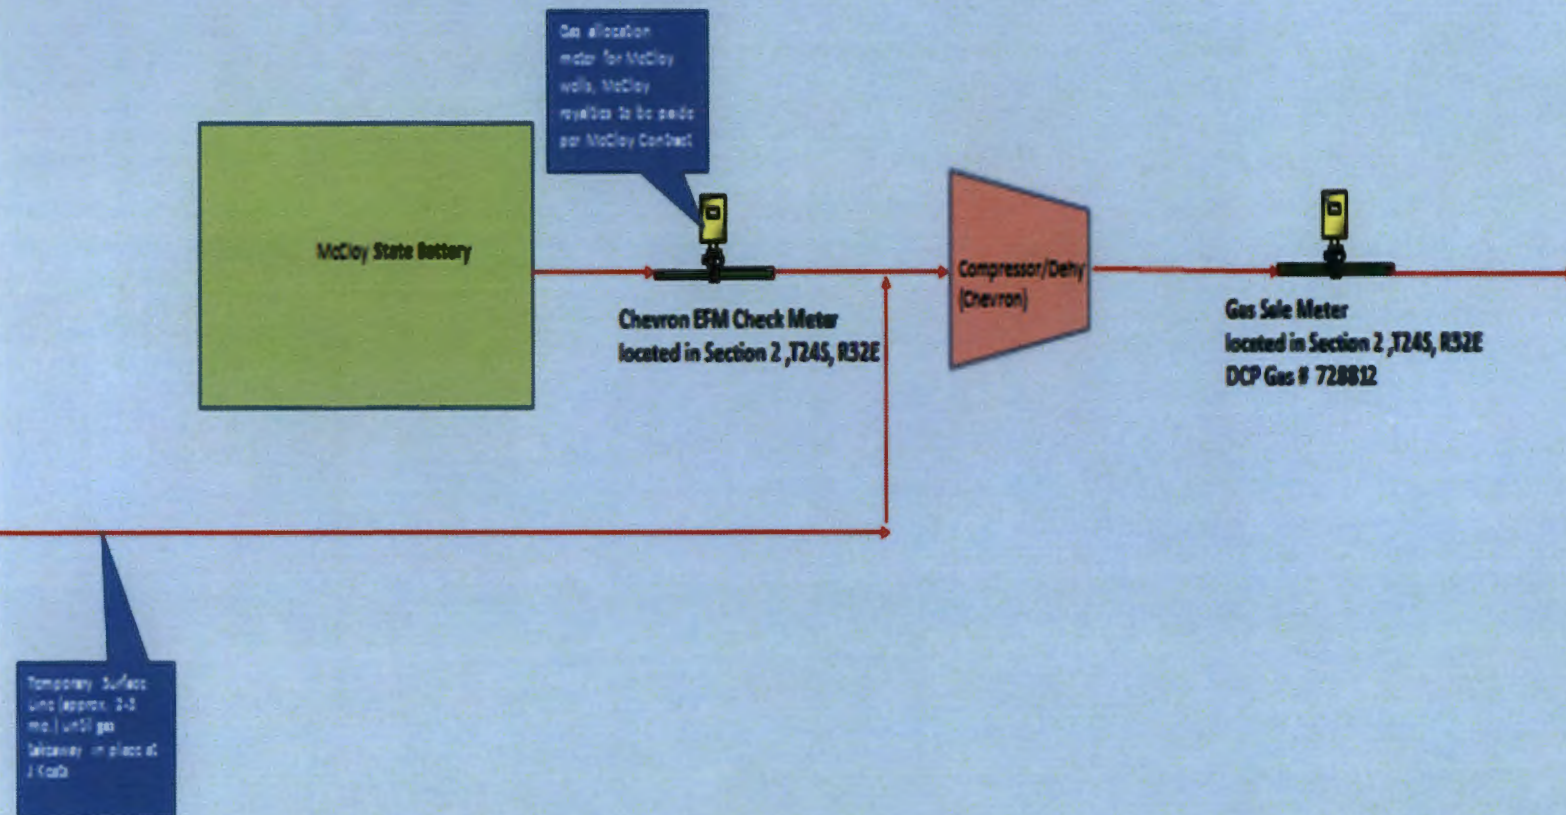 Gas allocation
meter for McCloy
wells, McCloy
royalties to be paid
per McCloy Contract
McCloy State Battery
Chevron EFM Check Meter
located in Section 2 ,T24S, R32E
Compressor/Dehy
(Chevron)
Gas Sale Meter
located in Section 2 ,T24S, R32E
DCP Gas # 728812
Temporary Surface
Line (approx. 2-3
mo.) until gas
takeaway in place at